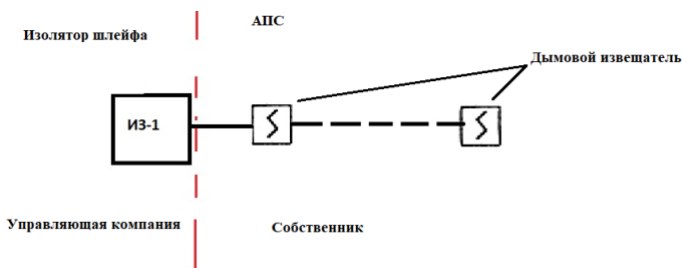 АПС
Изолятор шлейфа
Дымовой извещатель
ИЗ-1
Управляющая компания
Собственник